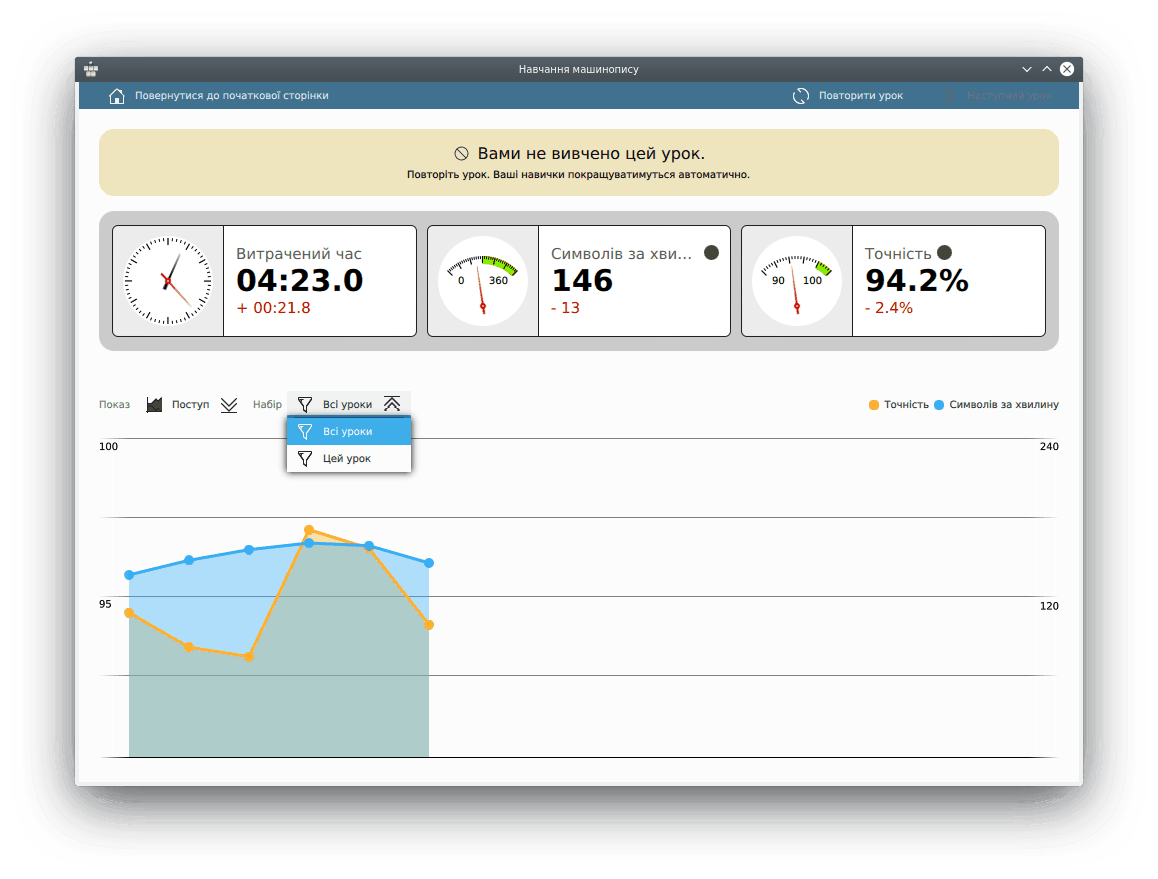 Навчання машинопису
Повернутися до початкової сторінки
Повторити урок
Наступний урок
Вами не вивчено цей урок.
Повторіть урок. Ваші навички покращуватимуться автоматично.
Витрачений час
04:23.0
+ 00:21.8
0 360
Символів за хви...
146
- 13
90 100
Точність
94.2%
- 2.4%
Показ Поступ Набір Всі уроки Точність Символів за хвилину
Всі уроки
Цей урок
100 240
95 120